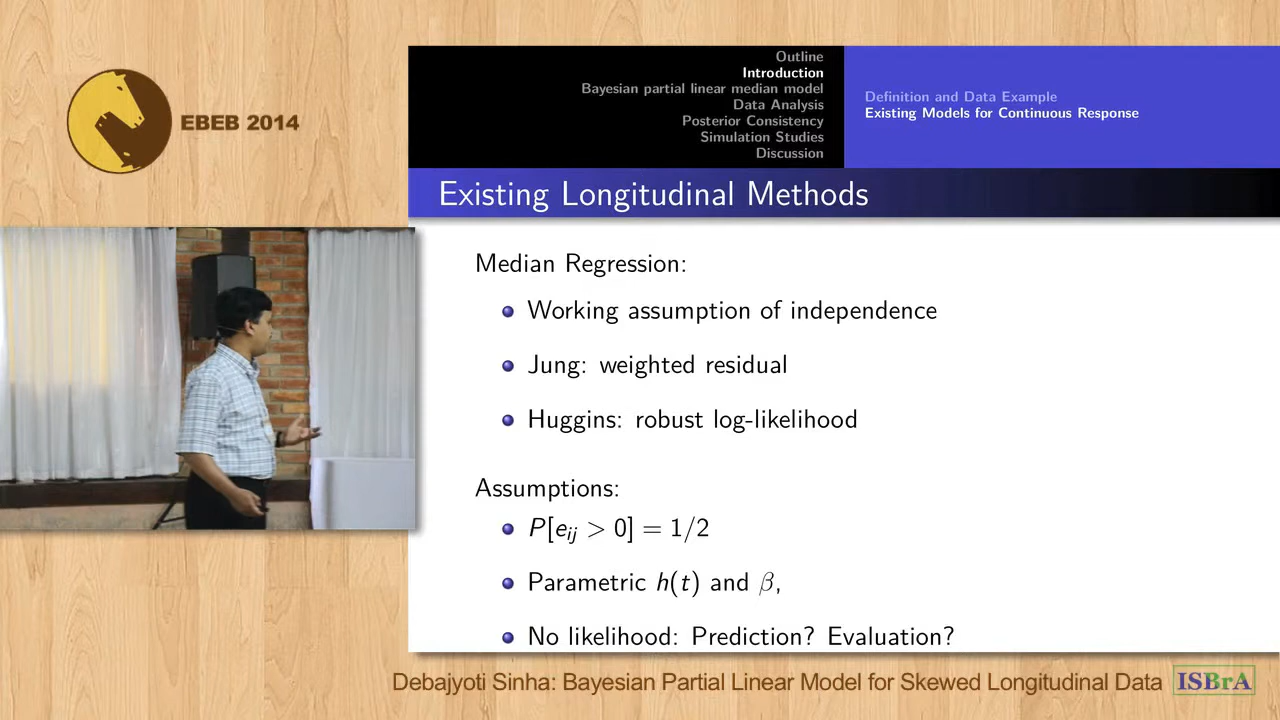 EBEB 2014
Outline
Introduction
Bayesian partial linear median model
Data Analysis
Posterior Consistency
Simulation Studies
Discussion
Definition and Data Example
Existing Models for Continuous Response
Existing Longitudinal Methods
Median Regression:
Working assumption of independence
Jung: weighted residual
Huggins: robust log-likelihood
Assumptions:
P[e_{ij} > 0] = 1/2
Parametric h(t) and β,
No likelihood: Prediction? Evaluation?
Debajyoti Sinha: Bayesian Partial Linear Model for Skewed Longitudinal Data
ISBrA